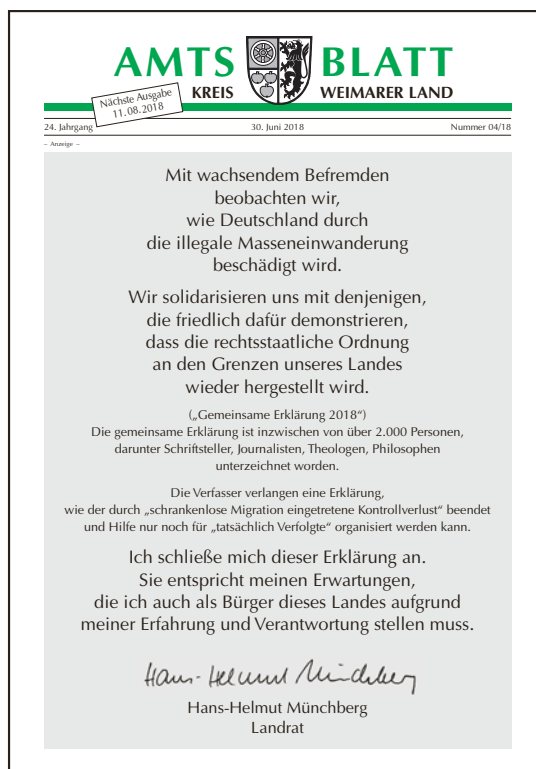 AMTS BLATT
KREIS WEIMARER LAND
Nächste Ausgabe
11.08.2018
24. Jahrgang 30. Juni 2018 Nummer 04/18
– Anzeige –
Mit wachsendem Befremden
beobachten wir,
wie Deutschland durch
die illegale Masseneinwanderung
beschädigt wird.
Wir solidarisieren uns mit denjenigen,
die friedlich dafür demonstrieren,
dass die rechtsstaatliche Ordnung
an den Grenzen unseres Landes
wieder hergestellt wird.
(„Gemeinsame Erklärung 2018“)
Die gemeinsame Erklärung ist inzwischen von über 2.000 Personen,
darunter Schriftsteller, Journalisten, Theologen, Philosophen
unterzeichnet worden.
Die Verfasser verlangen eine Erklärung,
wie der durch „schrankenlose Migration eingetretene Kontrollverlust“ beendet
und Hilfe nur noch für „tatsächlich Verfolgte“ organisiert werden kann.
Ich schließe mich dieser Erklärung an.
Sie entspricht meinen Erwartungen,
die ich auch als Bürger dieses Landes aufgrund
meiner Erfahrung und Verantwortung stellen muss.
Hans-Helmut Münchberg
Hans-Helmut Münchberg
Landrat